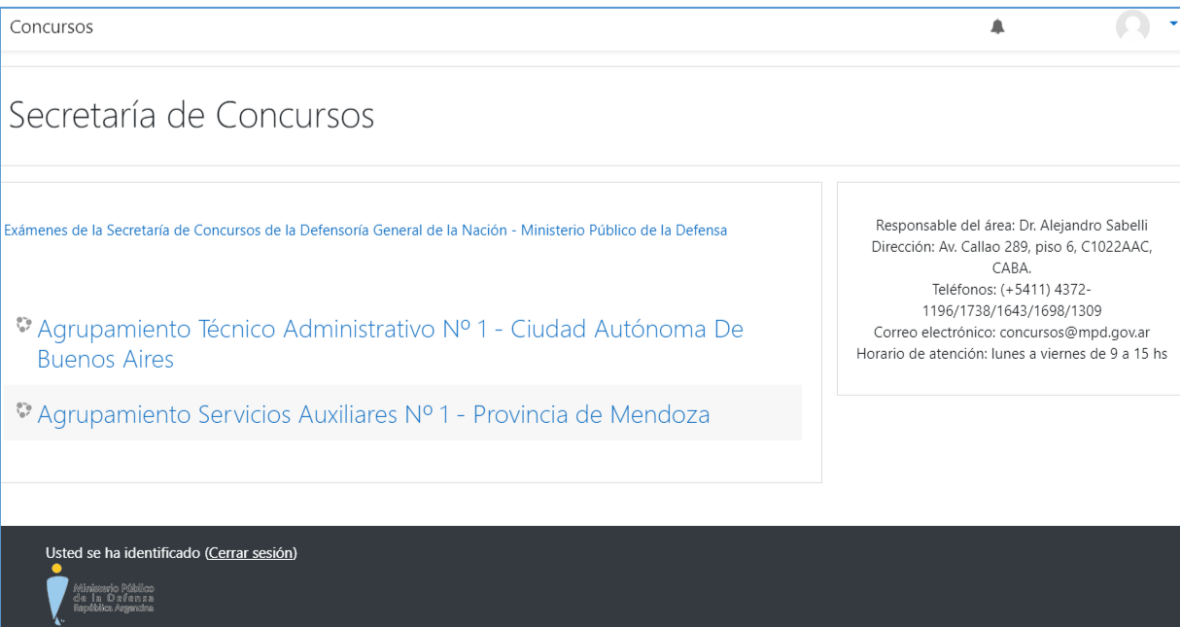 Concursos
Secretaría de Concursos
Exámenes de la Secretaría de Concursos de la Defensoría General de la Nación - Ministerio Público de la Defensa
Agrupamiento Técnico Administrativo Nº 1 - Ciudad Autónoma De
Buenos Aires
Agrupamiento Servicios Auxiliares Nº 1 - Provincia de Mendoza
Responsable del área: Dr. Alejandro Sabelli
Dirección: Av. Callao 289, piso 6, C1022AAC,
CABA.
Teléfonos: (+5411) 4372-
1196/1738/1643/1698/1309
Correo electrónico: concursos@mpd.gov.ar
Horario de atención: lunes a viernes de 9 a 15 hs
Usted se ha identificado (Cerrar sesión)
Ministerio Público
de la Defensa
República Argentina